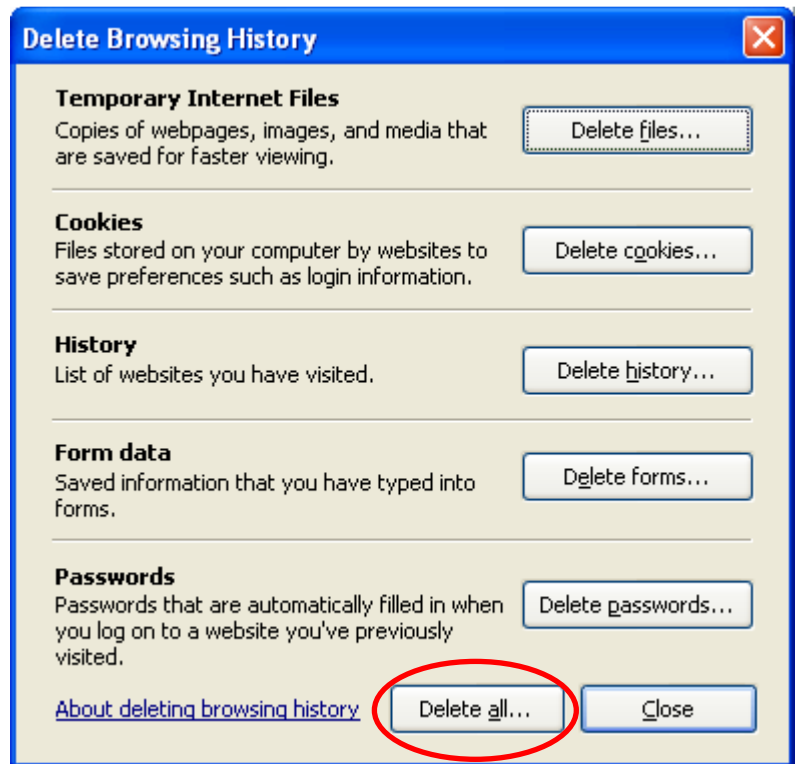 Delete Browsing History
Temporary Internet Files
Copies of webpages, images, and media that
are saved for faster viewing.
Delete files...
Cookies
Files stored on your computer by websites to
save preferences such as login information.
Delete cookies...
History
List of websites you have visited.
Delete history...
Form data
Saved information that you have typed into
forms.
Delete forms...
Passwords
Passwords that are automatically filled in when
you log on to a website you've previously
visited.
Delete passwords...
About deleting browsing history
Delete all...
Close